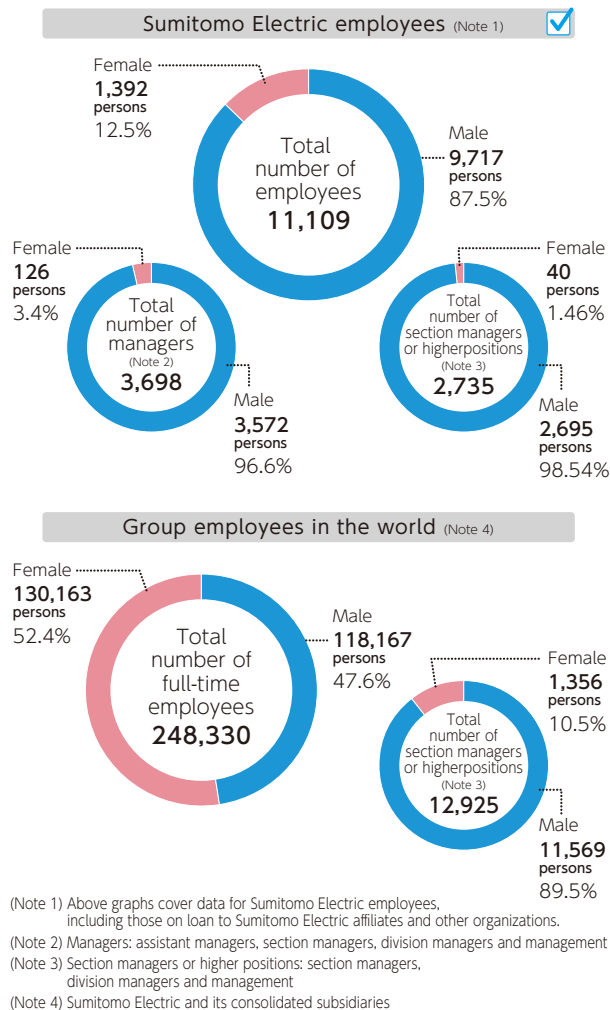 Sumitomo Electric employees (Note 1)
Female
1,392
persons
12.5%
Total
number of
employees
11,109
Male
9,717
persons
87.5%
Female
126
persons
3.4%
Total
number of
managers
(Note 2)
3,698
Male
3,572
persons
96.6%
Female
40
persons
1.46%
Total
number of
section managers
or higherpositions
(Note 3)
2,735
Male
2,695
persons
98.54%
Group employees in the world (Note 4)
Female
130,163
persons
52.4%
Total
number of
full-time
employees
248,330
Male
118,167
persons
47.6%
Female
1,356
persons
10.5%
Total
number of
section managers
or higherpositions
(Note 3)
12,925
Male
11,569
persons
89.5%
(Note 1) Above graphs cover data for Sumitomo Electric employees,
including those on loan to Sumitomo Electric affiliates and other organizations.
(Note 2) Managers: assistant managers, section managers, division managers and management
(Note 3) Section managers or higher positions: section managers,
division managers and management
(Note 4) Sumitomo Electric and its consolidated subsidiaries